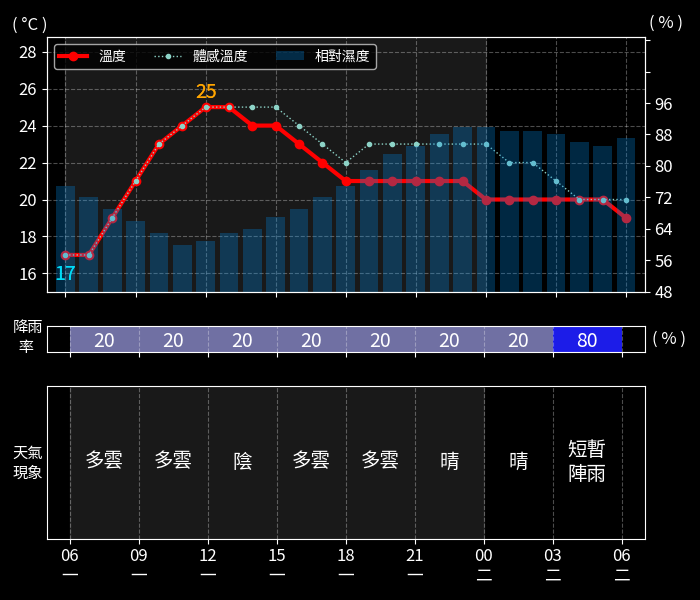 ( °C )
( % )
溫度
體感溫度
相對濕度
28
26
24
22
20
18
16
96
88
80
72
64
56
48
25
17
降雨
率
20 20 20 20 20 20 20 80
( % )
天氣
現象
多雲 多雲 陰 多雲 多雲 晴 晴 短暫
陣雨
06 09 12 15 18 21 00 03 06
一 一 一 一 一 一 二 二 二